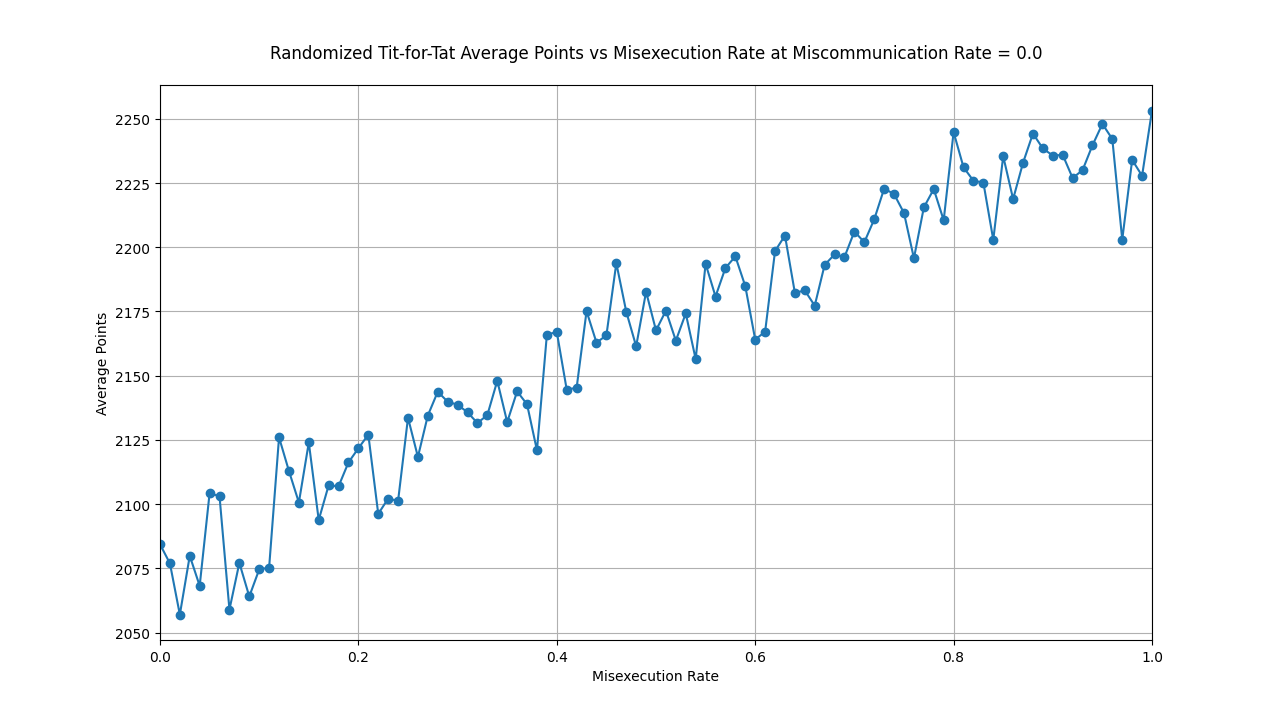 Randomized Tit-for-Tat Average Points vs Misexecution Rate at Miscommunication Rate = 0.0
2250
2225
2200
2175
2150
2125
2100
2075
2050
Average Points
0.0 0.2 0.4 0.6 0.8 1.0
Misexecution Rate